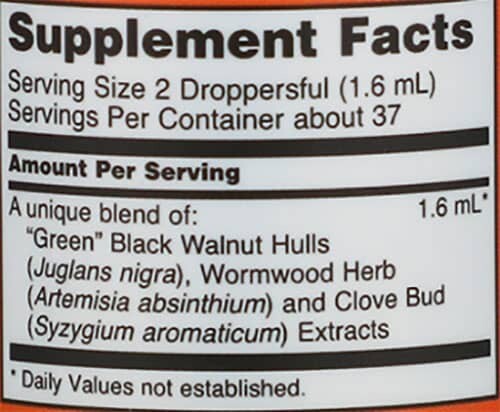 Supplement Facts
Serving Size 2 Droppersful (1.6 mL)
Servings Per Container about 37
Amount Per Serving
A unique blend of: 1.6 mL*
"Green" Black Walnut Hulls
(Juglans nigra), Wormwood Herb
(Artemisia absinthium) and Clove Bud
(Syzygium aromaticum) Extracts
* Daily Values not established.